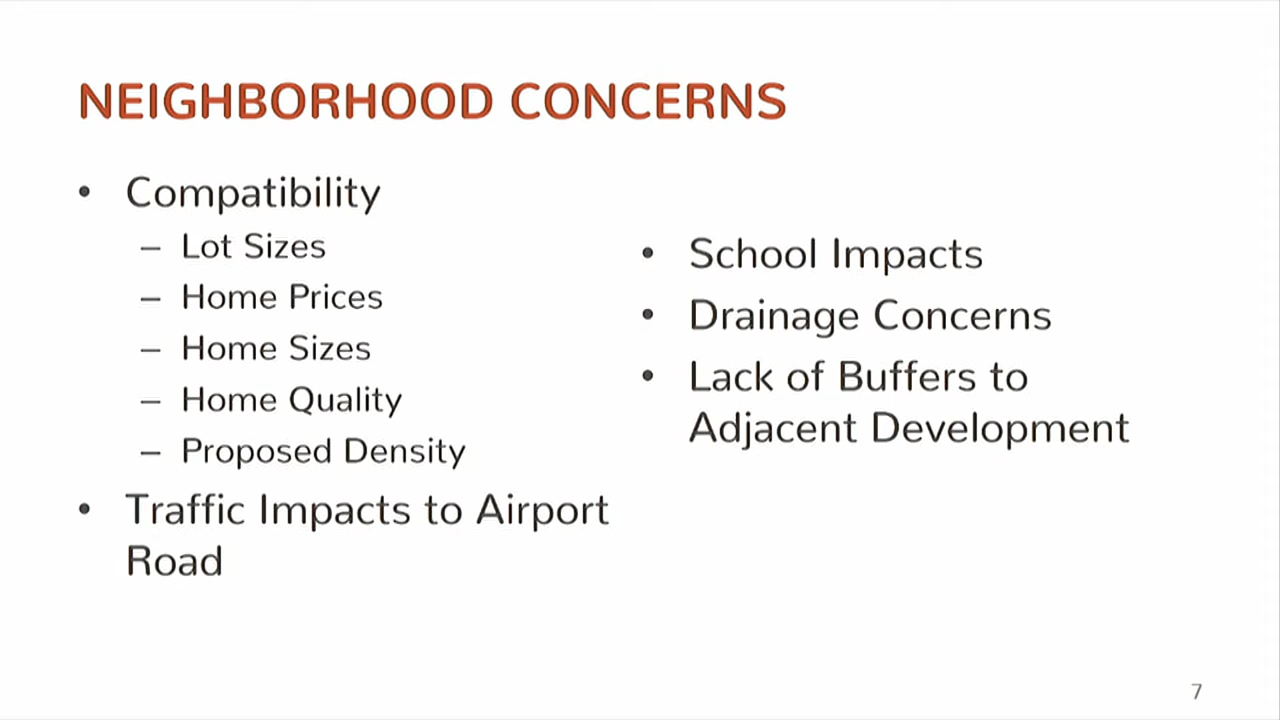 NEIGHBORHOOD CONCERNS
• Compatibility
– Lot Sizes
– Home Prices
– Home Sizes
– Home Quality
– Proposed Density
• Traffic Impacts to Airport
Road
• School Impacts
• Drainage Concerns
• Lack of Buffers to
Adjacent Development
7